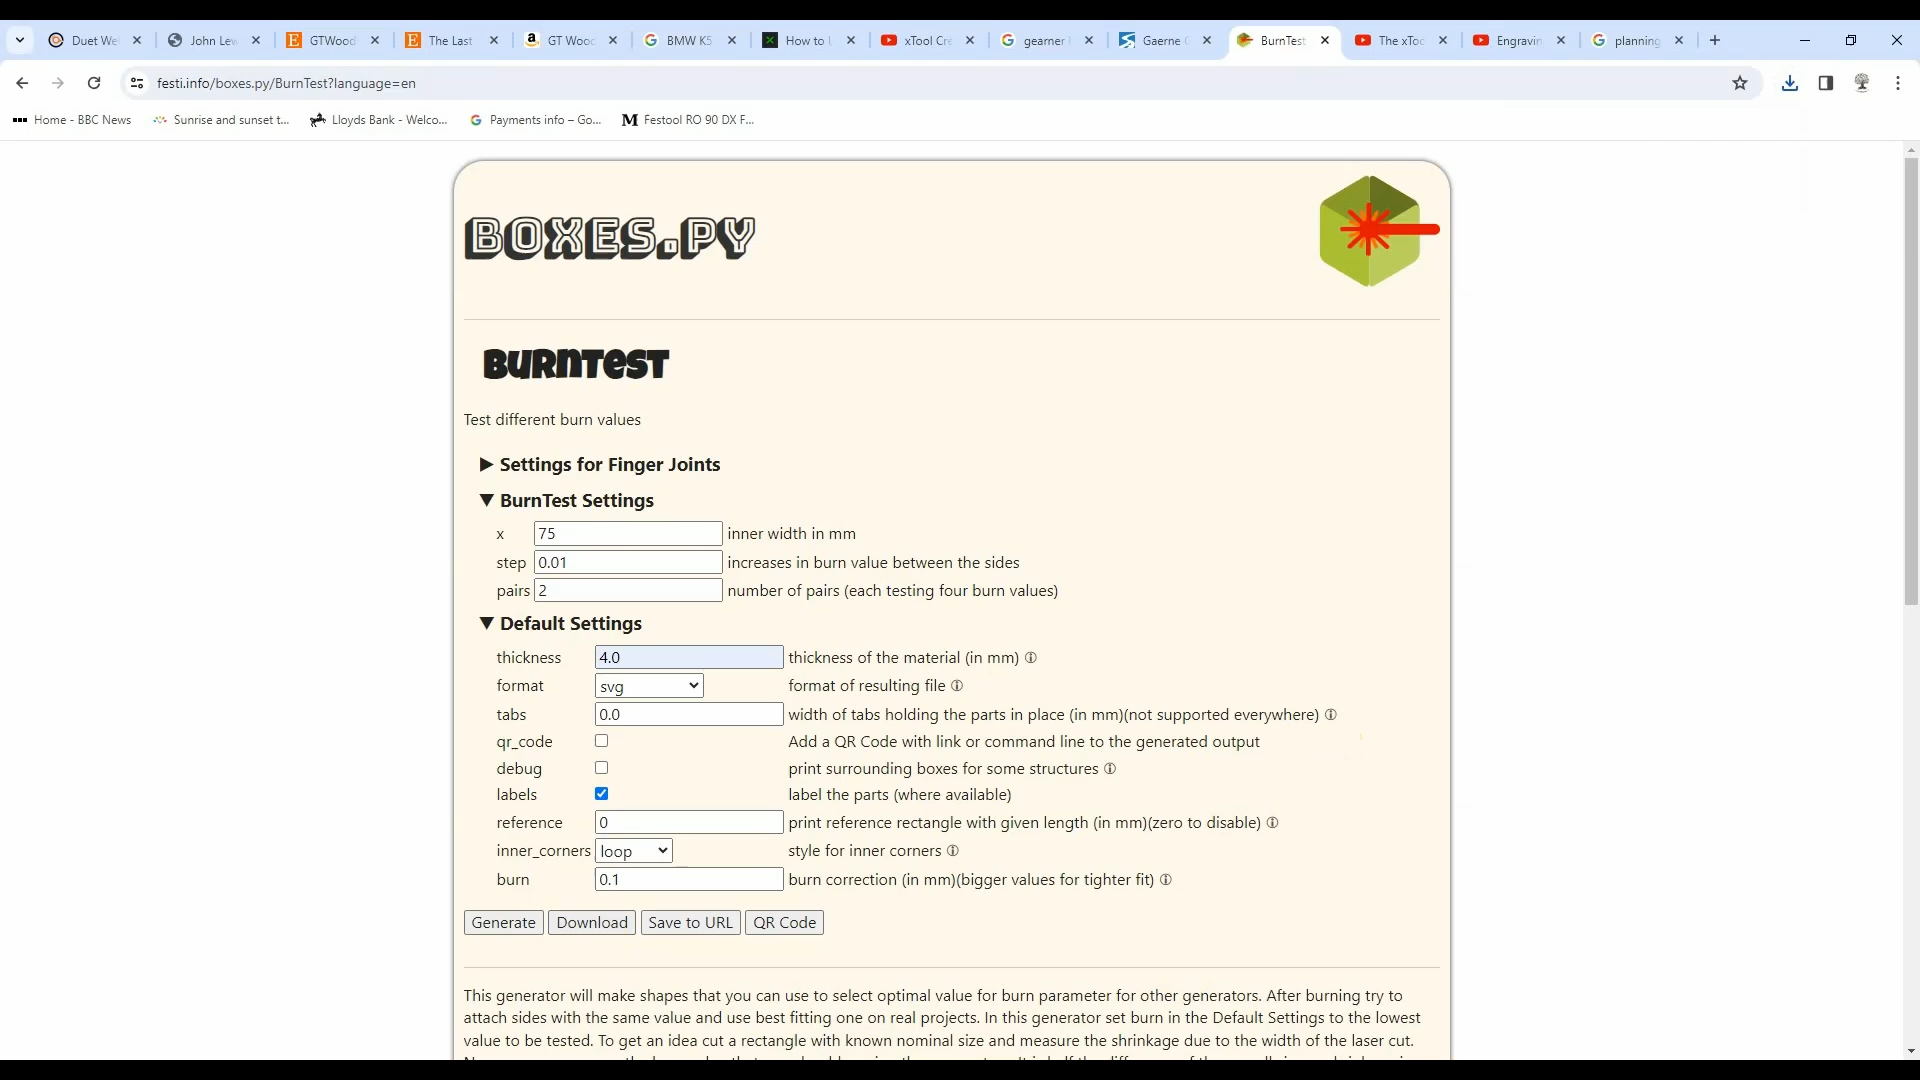 Duet We
John Lew
GTWood
The Last
GT Wood
BMW K5
How to U
xTool Cre
gearner
Gaerne G
BurnTest
The xToo
Engravin
planning
festi.info/boxes.py/BurnTest?language=en
Home - BBC News
Sunrise and sunset t...
Lloyds Bank - Welco...
Payments info – Go...
Festool RO 90 DX F...
BOXES.PY
BurnTest
Test different burn values
Settings for Finger Joints
BurnTest Settings
x 75 inner width in mm
step 0.01 increases in burn value between the sides
pairs 2 number of pairs (each testing four burn values)
Default Settings
thickness 4.0 thickness of the material (in mm) ⓘ
format svg format of resulting file ⓘ
tabs 0.0 width of tabs holding the parts in place (in mm)(not supported everywhere) ⓘ
qr_code Add a QR Code with link or command line to the generated output
debug print surrounding boxes for some structures ⓘ
labels label the parts (where available)
reference 0 print reference rectangle with given length (in mm)(zero to disable) ⓘ
inner_corners loop style for inner corners ⓘ
burn 0.1 burn correction (in mm)(bigger values for tighter fit) ⓘ
Generate Download Save to URL QR Code
This generator will make shapes that you can use to select optimal value for burn parameter for other generators. After burning try to
attach sides with the same value and use best fitting one on real projects. In this generator set burn in the Default Settings to the lowest
value to be tested. To get an idea cut a rectangle with known nominal size and measure the shrinkage due to the width of the laser cut.